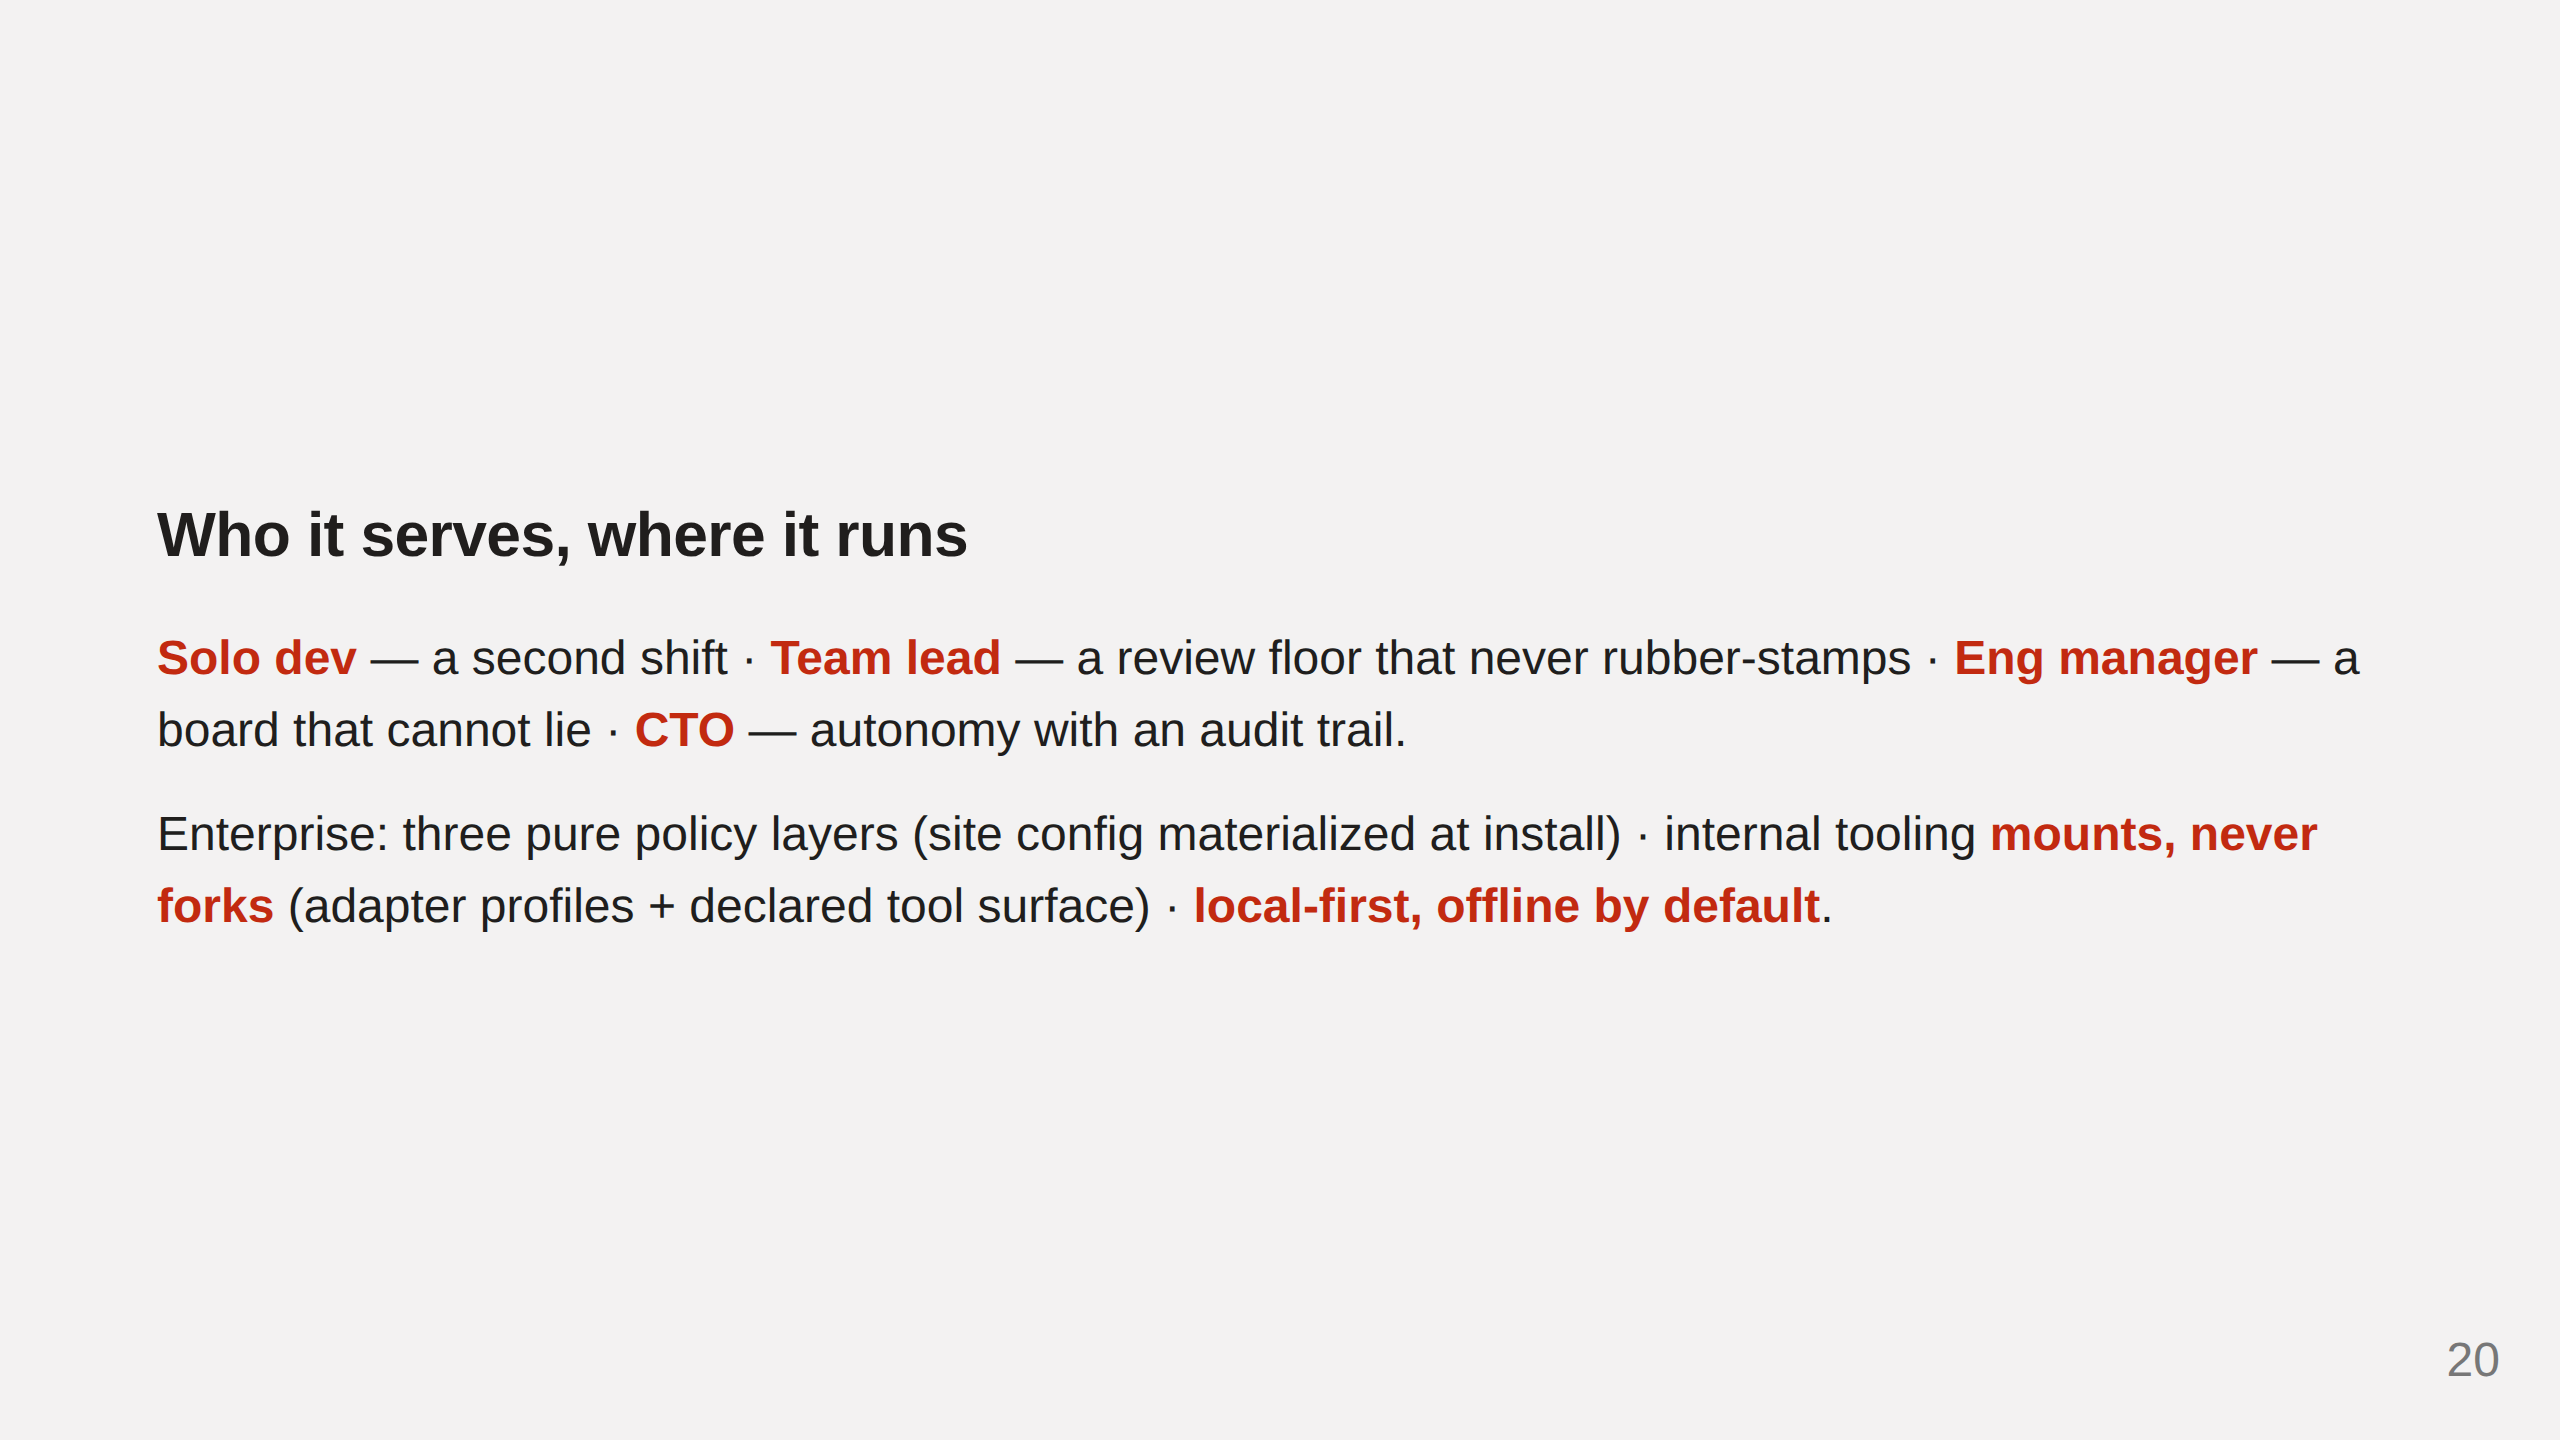 Who it serves, where it runs
Solo dev — a second shift · Team lead — a review floor that never rubber-stamps · Eng manager — a
board that cannot lie · CTO — autonomy with an audit trail.
Enterprise: three pure policy layers (site config materialized at install) · internal tooling mounts, never
forks (adapter profiles + declared tool surface) · local-first, offline by default.
20